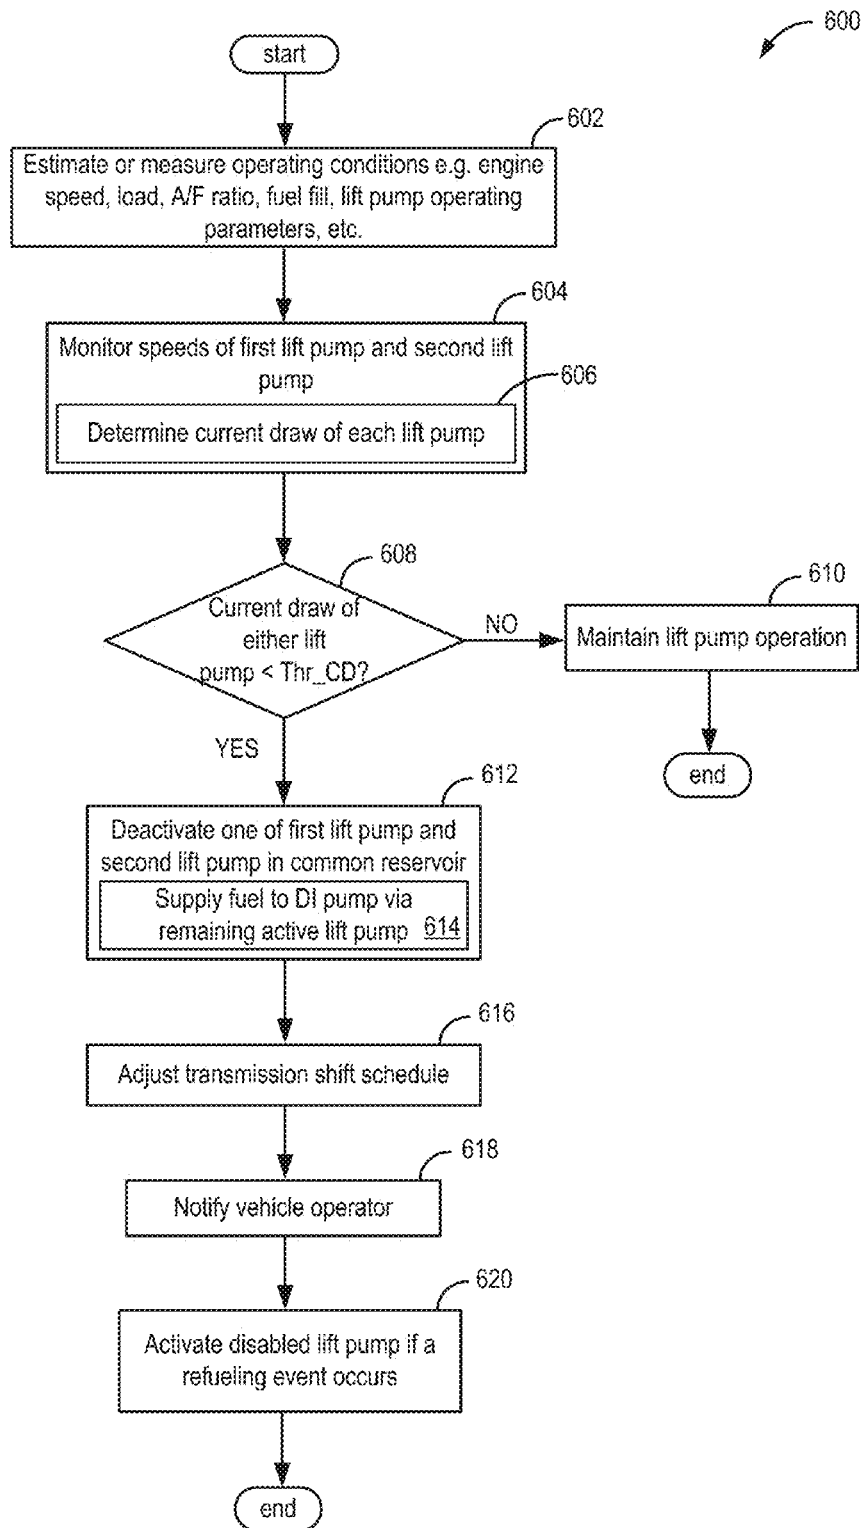 600
start
602
Estimate or measure operating conditions e.g. engine
speed, load, A/F ratio, fuel fill, lift pump operating
parameters, etc.
604
Monitor speeds of first lift pump and second lift
pump
606
Determine current draw of each lift pump
608
Current draw of
either lift
pump < Thr_CD?
NO
610
Maintain lift pump operation
end
YES
612
Deactivate one of first lift pump and
second lift pump in common reservoir
Supply fuel to DI pump via
remaining active lift pump 614
616
Adjust transmission shift schedule
618
Notify vehicle operator
620
Activate disabled lift pump if a
refueling event occurs
end